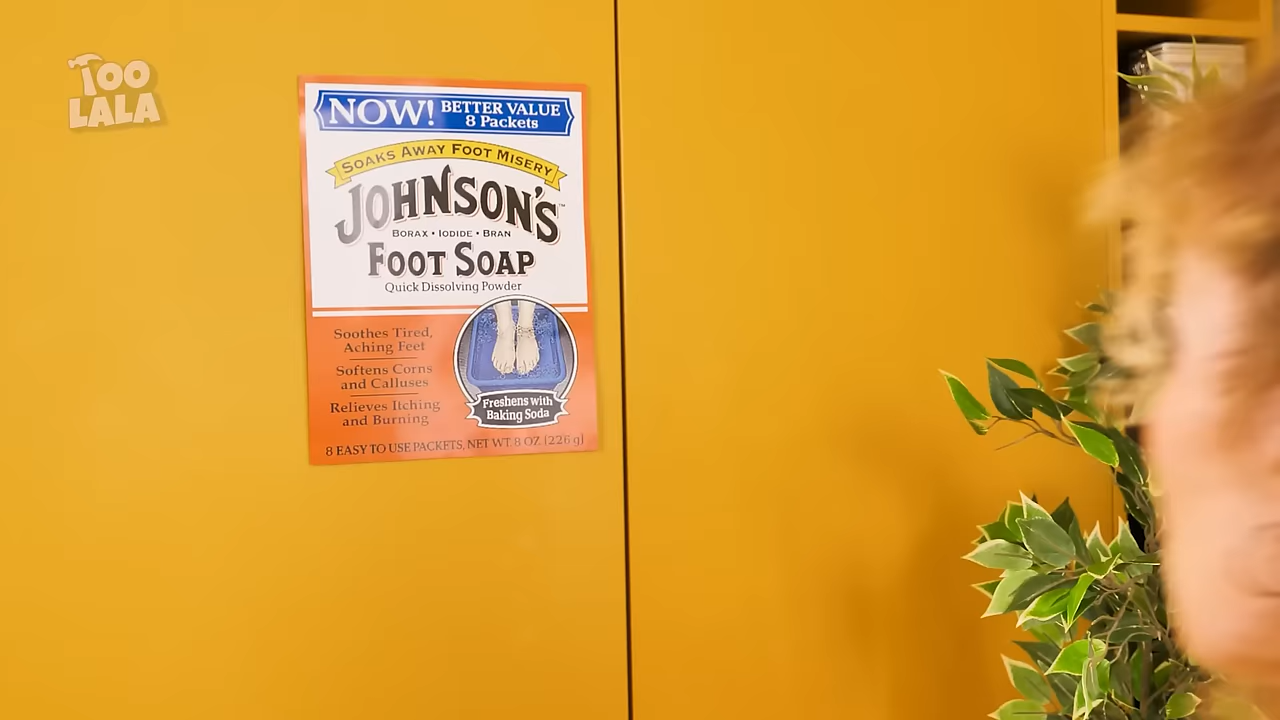 TOO
LALA
NOW! BETTER VALUE
8 Packets
SOAKS AWAY FOOT MISERY
JOHNSON'S™
BORAX • IODIDE • BRAN
FOOT SOAP
Quick Dissolving Powder
Soothes Tired,
Aching Feet
Softens Corns
and Calluses
Relieves Itching
and Burning
Freshens with
Baking Soda
8 EASY TO USE PACKETS, NET WT. 8 OZ. (226 g)